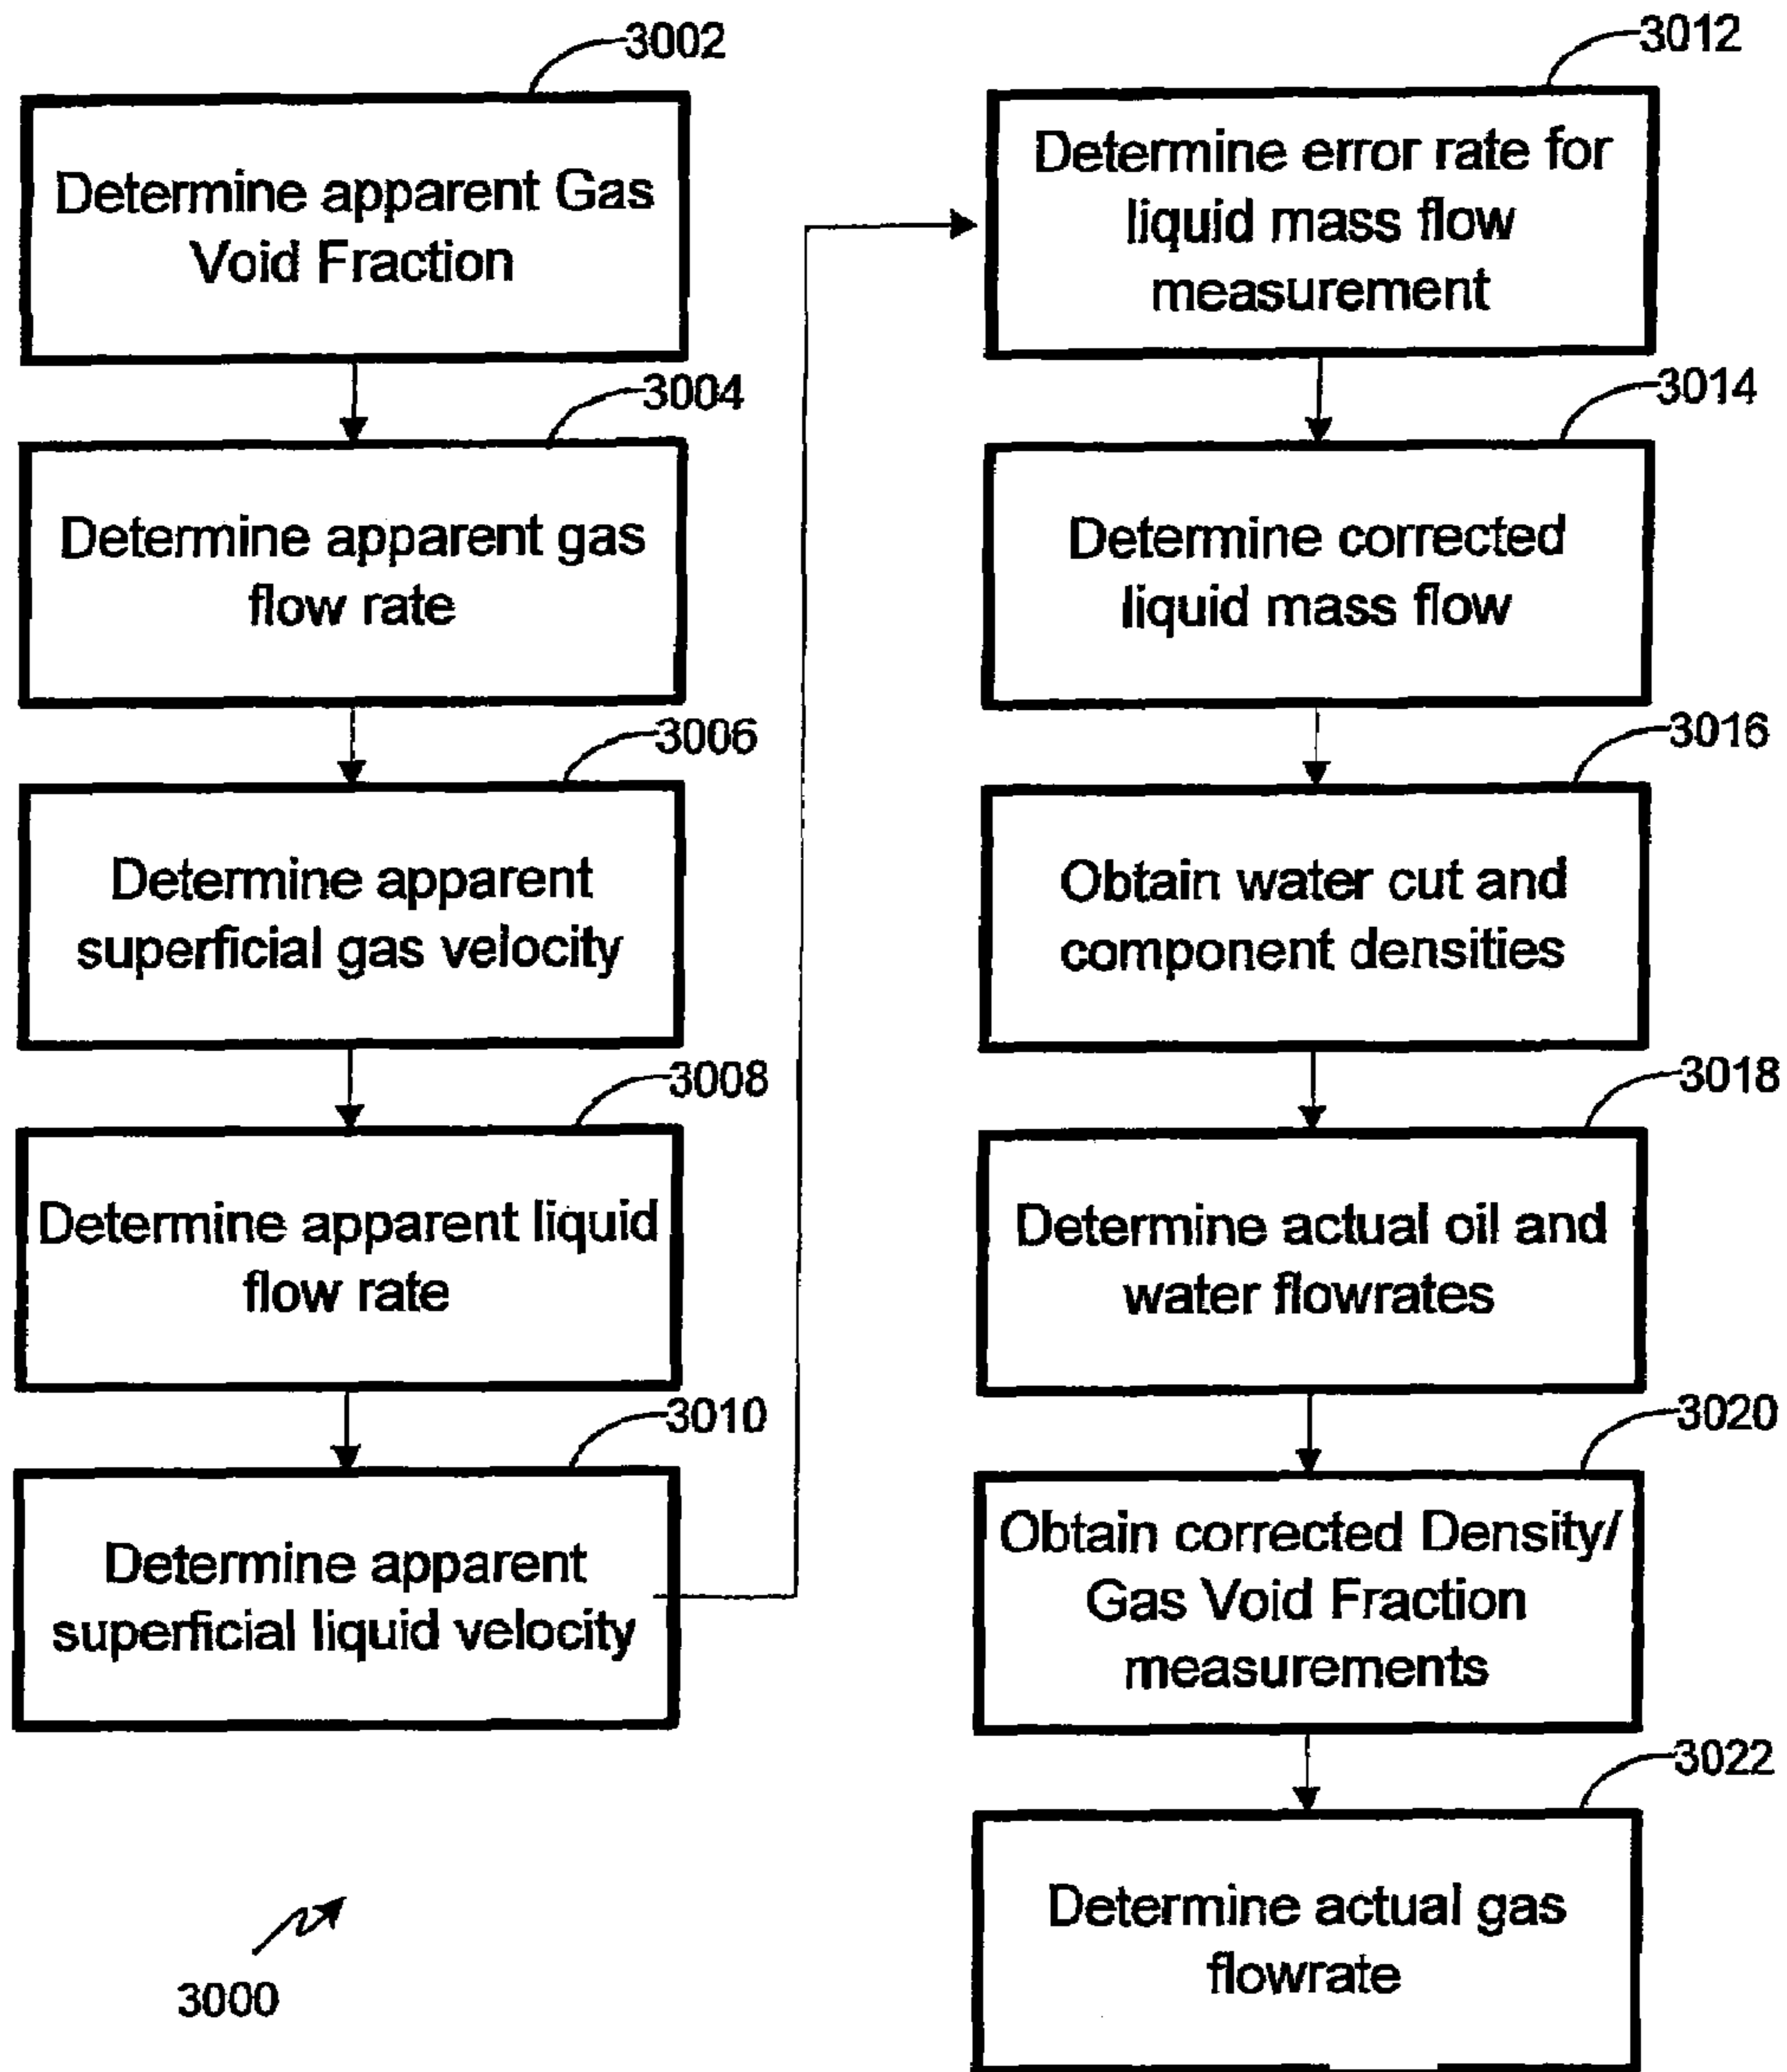 3002
Determine apparent Gas
Void Fraction
3004
Determine apparent gas
flow rate
3006
Determine apparent
superficial gas velocity
3008
Determine apparent liquid
flow rate
3010
Determine apparent
superficial liquid velocity
3000
3012
Determine error rate for
liquid mass flow
measurement
3014
Determine corrected
liquid mass flow
3016
Obtain water cut and
component densities
3018
Determine actual oil and
water flowrates
3020
Obtain corrected Density/
Gas Void Fraction
measurements
3022
Determine actual gas
flowrate